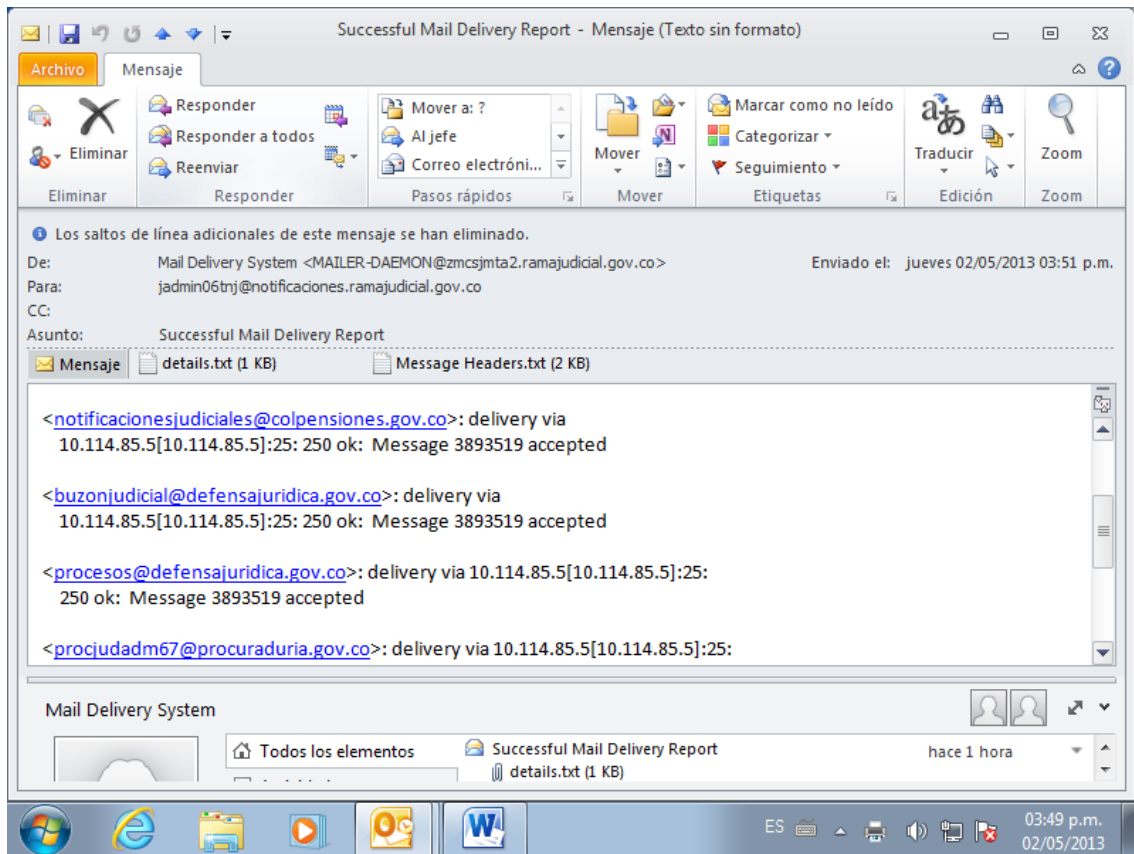 Successful Mail Delivery Report - Mensaje (Texto sin formato)
Archivo Mensaje
Eliminar
Responder
Responder a todos
Reenviar
Mover a: ?
Al jefe
Correo electróni...
Mover
Marcar como no leído
Categorizar
Seguimiento
Traducir
Zoom
Eliminar Responder Pasos rápidos Mover Etiquetas Edición Zoom
Los saltos de línea adicionales de este mensaje se han eliminado.
De: Mail Delivery System <MAILER-DAEMON@zmcsjmta2.ramajudicial.gov.co> Enviado el: jueves 02/05/2013 03:51 p.m.
Para: jadmin06tnj@notificaciones.ramajudicial.gov.co
CC:
Asunto: Successful Mail Delivery Report
Mensaje details.txt (1 KB) Message Headers.txt (2 KB)
<notificacionesjudiciales@colpensiones.gov.co>: delivery via
10.114.85.5[10.114.85.5]:25: 250 ok: Message 3893519 accepted
<buzonjudicial@defensajuridica.gov.co>: delivery via
10.114.85.5[10.114.85.5]:25: 250 ok: Message 3893519 accepted
<procesos@defensajuridica.gov.co>: delivery via 10.114.85.5[10.114.85.5]:25:
250 ok: Message 3893519 accepted
<procjudadm67@procuraduria.gov.co>: delivery via 10.114.85.5[10.114.85.5]:25:
Mail Delivery System
Todos los elementos Successful Mail Delivery Report hace 1 hora
details.txt (1 KB)
ES 03:49 p.m.
02/05/2013